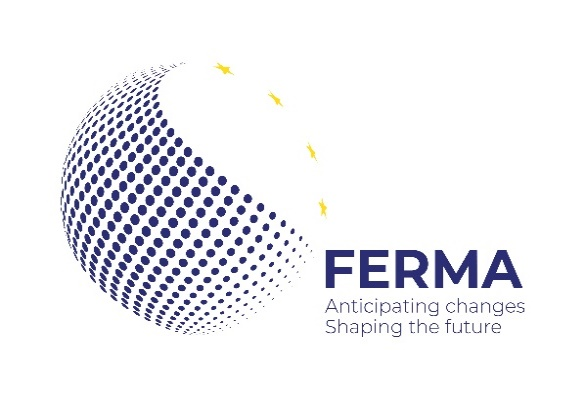 FERMA
Anticipating changes
Shaping the future